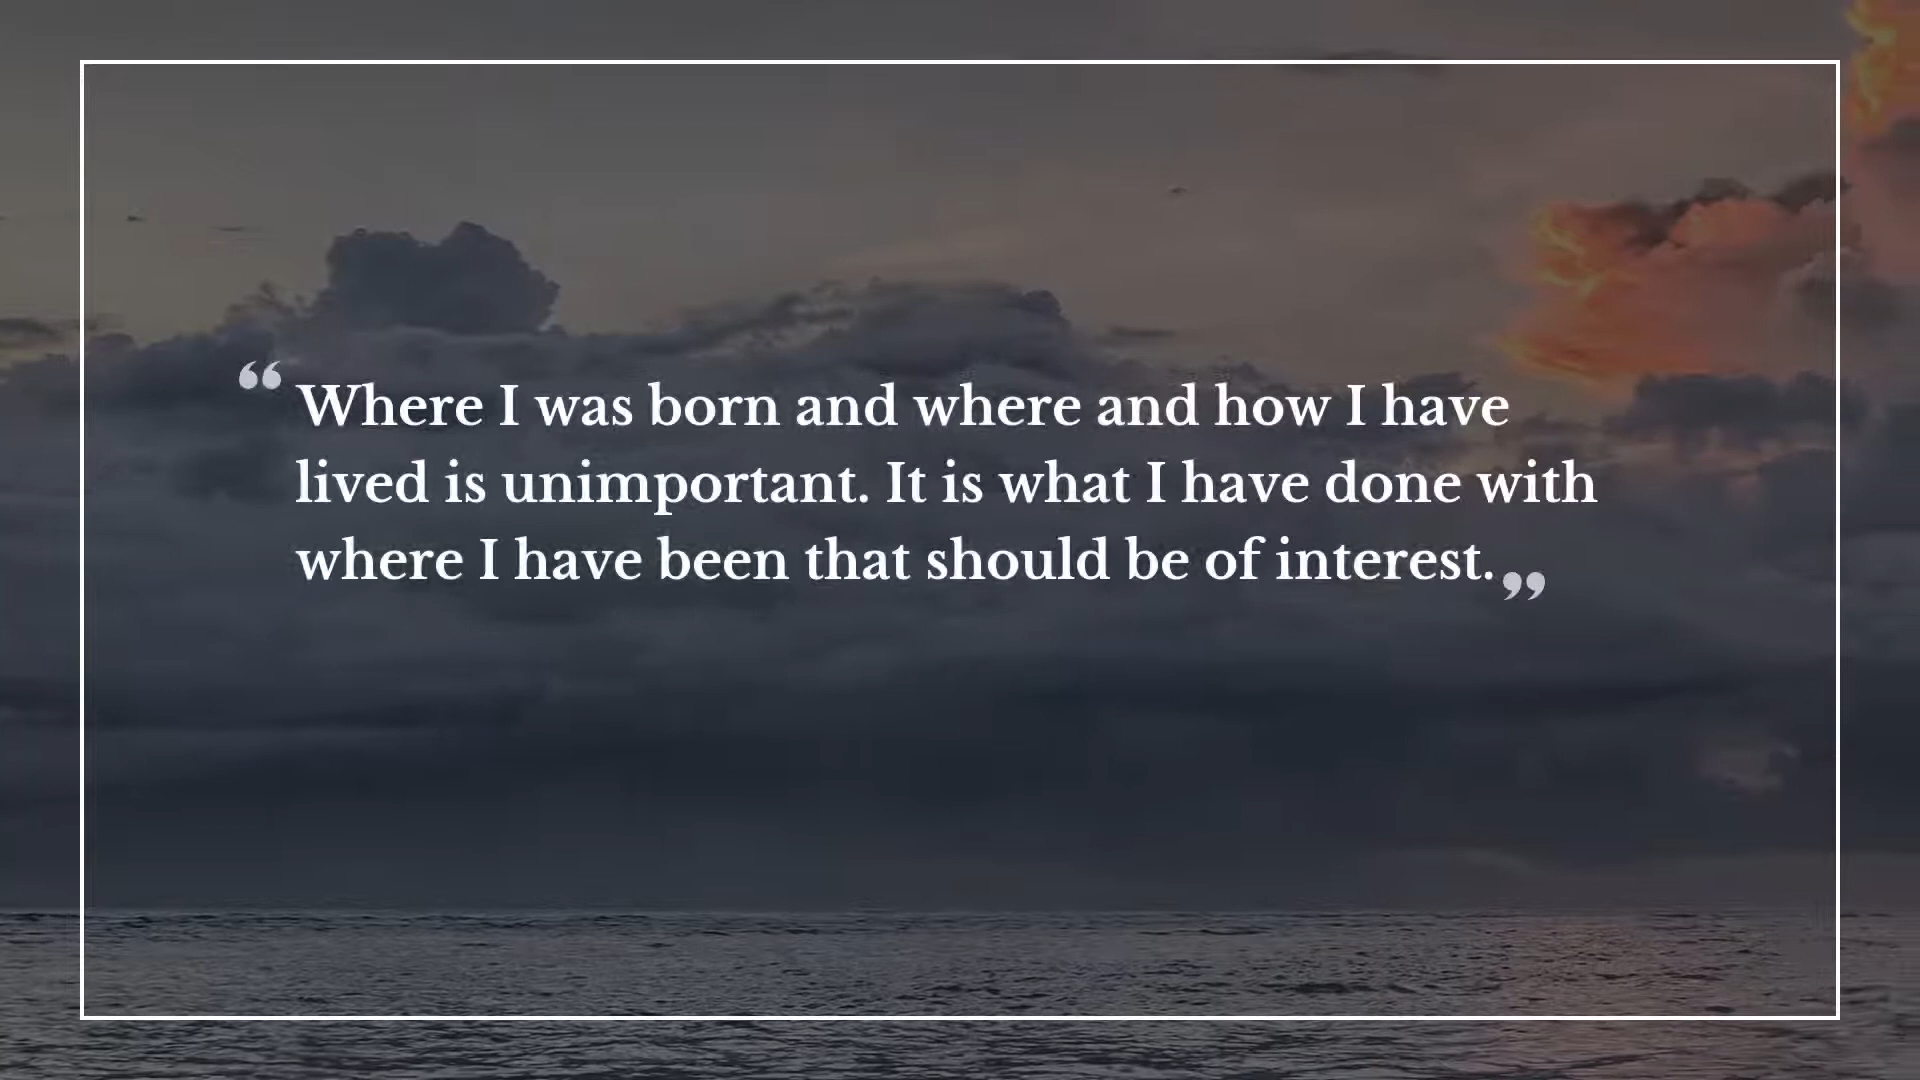 “Where I was born and where and how I have
lived is unimportant. It is what I have done with
where I have been that should be of interest.”